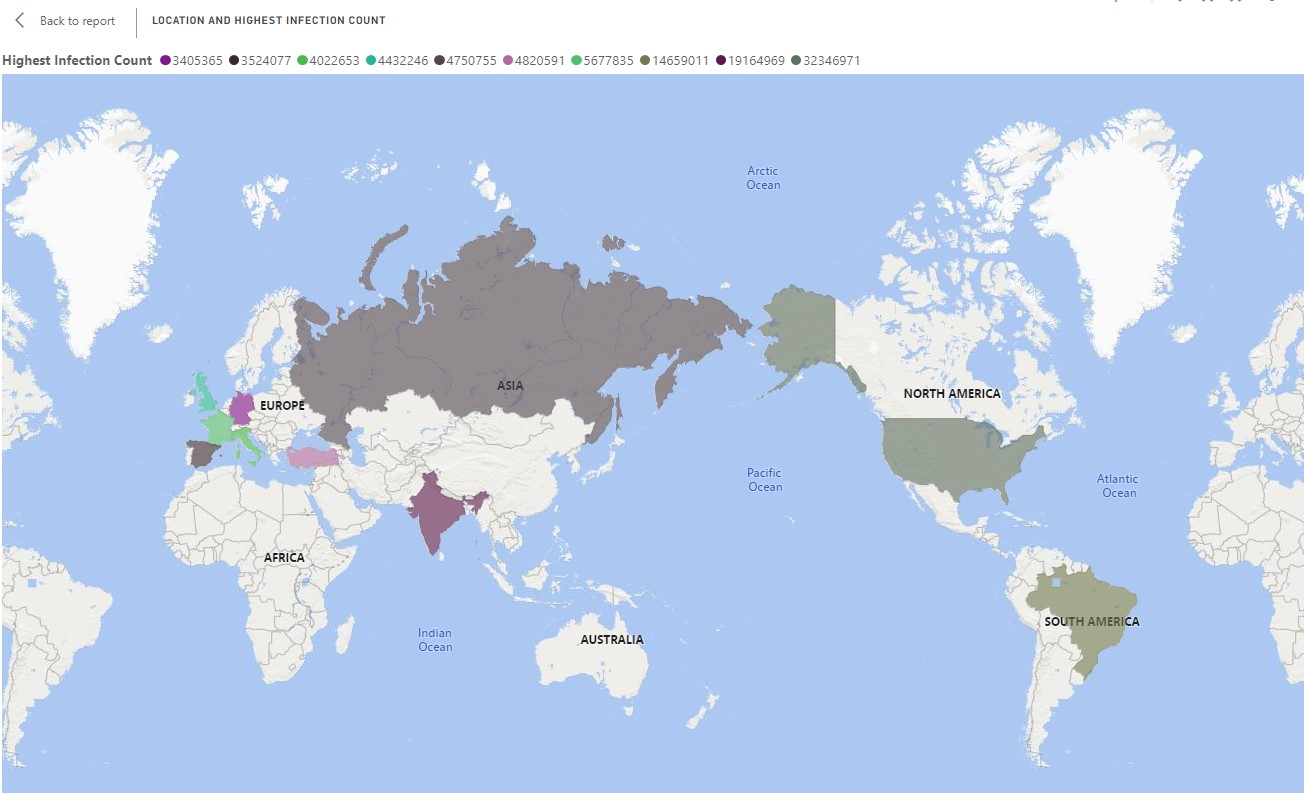 Back to report
LOCATION AND HIGHEST INFECTION COUNT
Highest Infection Count 3405365 3524077 4022653 4432246 4750755 4820591 5677835 14659011 19164969 32346971
Arctic
Ocean
ASIA
NORTH AMERICA
EUROPE
Pacific
Ocean
Atlantic
Ocean
AFRICA
SOUTH AMERICA
Indian
Ocean
AUSTRALIA